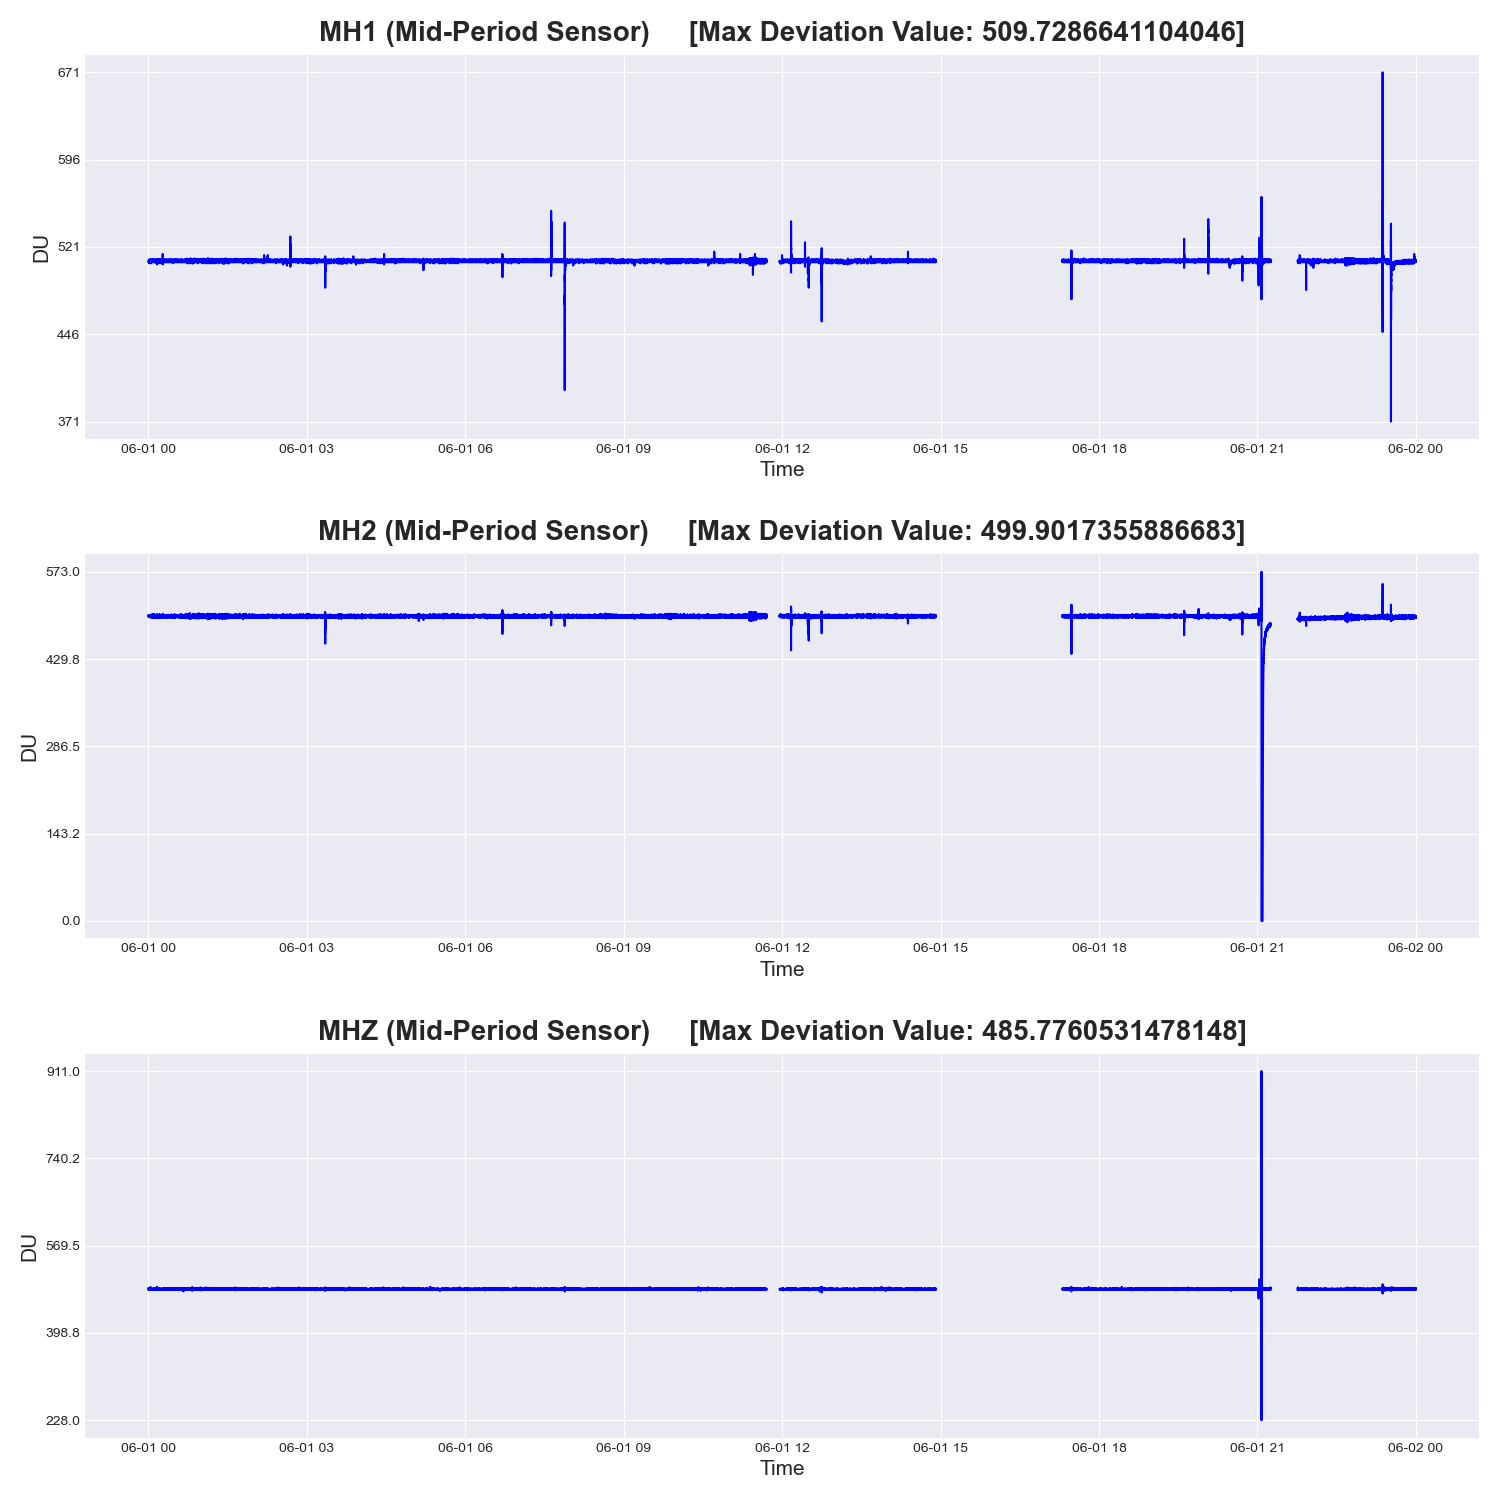 MH1 (Mid-Period Sensor) [Max Deviation Value: 509.7286641104046]
671
596
521
446
371
DU
06-01 00 06-01 03 06-01 06 06-01 09 06-01 12 06-01 15 06-01 18 06-01 21 06-02 00
Time
MH2 (Mid-Period Sensor) [Max Deviation Value: 499.9017355886683]
573.0
429.8
286.5
143.2
0.0
DU
06-01 00 06-01 03 06-01 06 06-01 09 06-01 12 06-01 15 06-01 18 06-01 21 06-02 00
Time
MHZ (Mid-Period Sensor) [Max Deviation Value: 485.7760531478148]
911.0
740.2
569.5
398.8
228.0
DU
06-01 00 06-01 03 06-01 06 06-01 09 06-01 12 06-01 15 06-01 18 06-01 21 06-02 00
Time